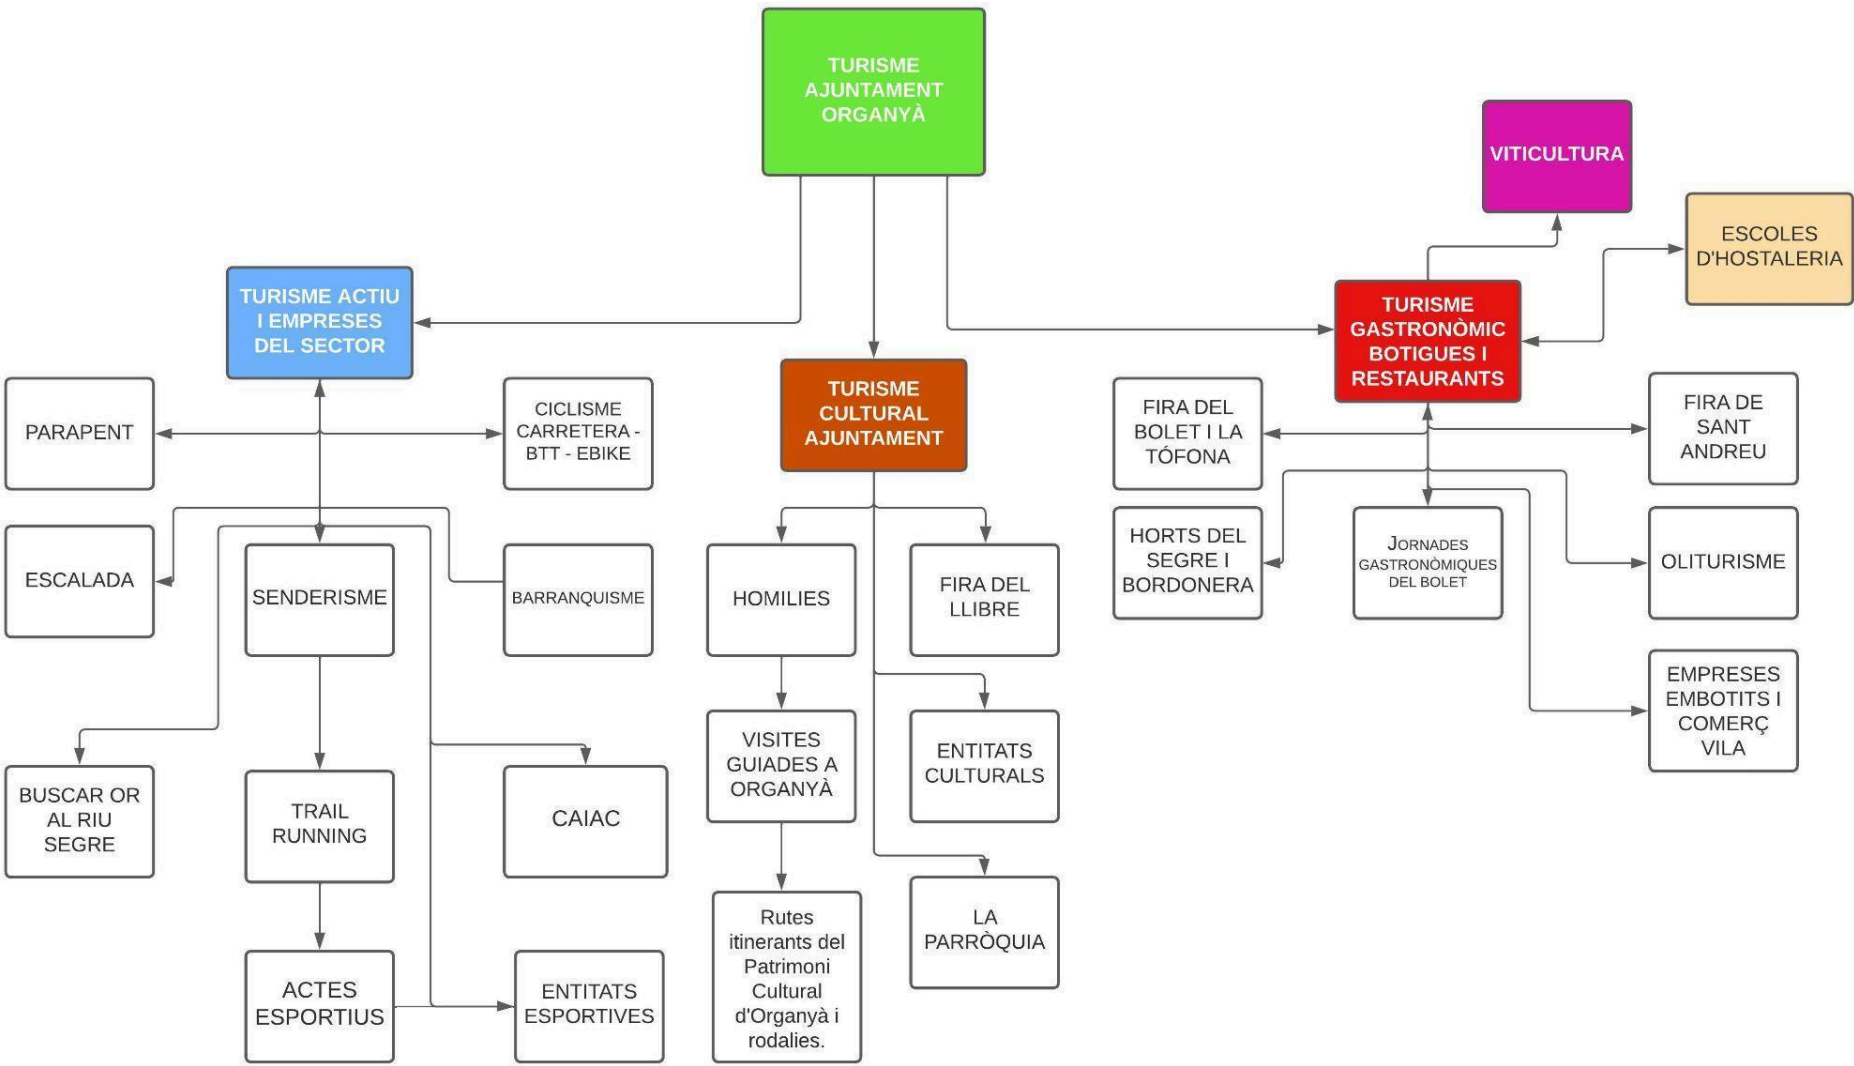 TURISME
AJUNTAMENT
ORGANYÀ
VITICULTURA
ESCOLES
D'HOSTALERIA
TURISME ACTIU
I EMPRESES
DEL SECTOR
TURISME
GASTRONÒMIC
BOTIGUES I
RESTAURANTS
TURISME
CULTURAL
AJUNTAMENT
PARAPENT
CICLISME
CARRETERA -
BTT - EBIKE
FIRA DEL
BOLET I LA
TÓFONA
FIRA DE
SANT
ANDREU
ESCALADA
SENDERISME
BARRANQUISME
HOMILIES
FIRA DEL
LLIBRE
HORTS DEL
SEGRE I
BORDONERA
JORNADES
GASTRONÒMIQUES
DEL BOLET
OLITURISME
EMPRESES
EMBOTITS I
COMERÇ
VILA
BUSCAR OR
AL RIU
SEGRE
TRAIL
RUNNING
CAIAC
VISITES
GUIADES A
ORGANYÀ
ENTITATS
CULTURALS
ACTES
ESPORTIUS
ENTITATS
ESPORTIVES
Rutes
itinerants del
Patrimoni
Cultural
d'Organyà i
rodalies.
LA
PARRÒQUIA